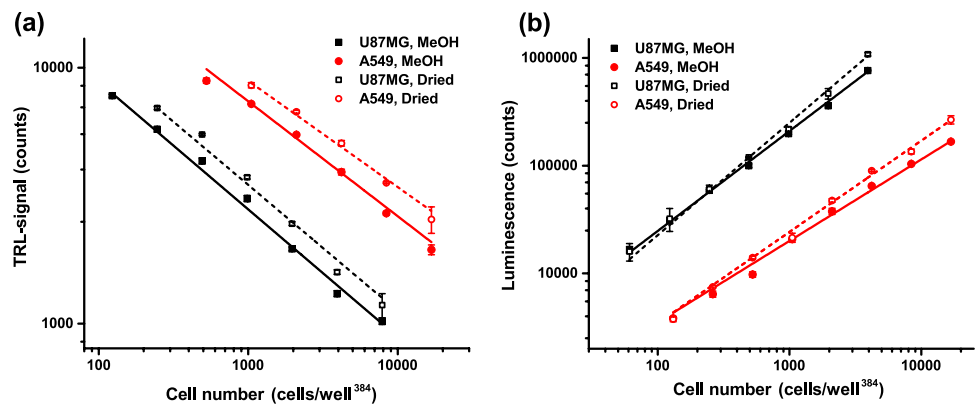 (a)
U87MG, MeOH
A549, MeOH
U87MG, Dried
A549, Dried
10000
1000
TRL-signal (counts)
100
1000
10000
Cell number (cells/well384)
(b)
U87MG, MeOH
A549, MeOH
U87MG, Dried
A549, Dried
1000000
100000
10000
Luminescence (counts)
100
1000
10000
Cell number (cells/well384)